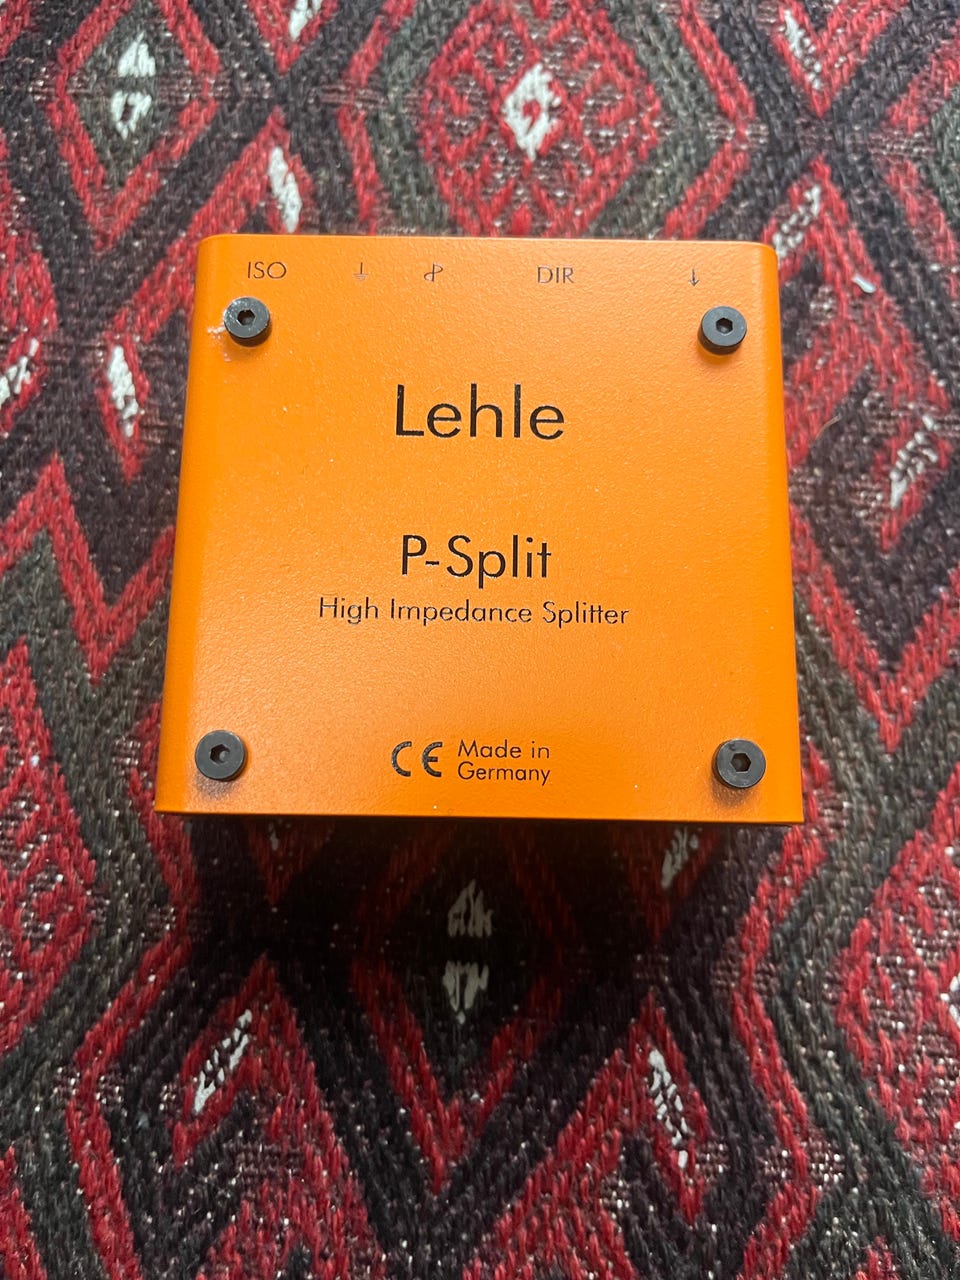 ISO ⏚ ⌀ DIR ↓
Lehle
P-Split
High Impedance Splitter
CE Made in
Germany